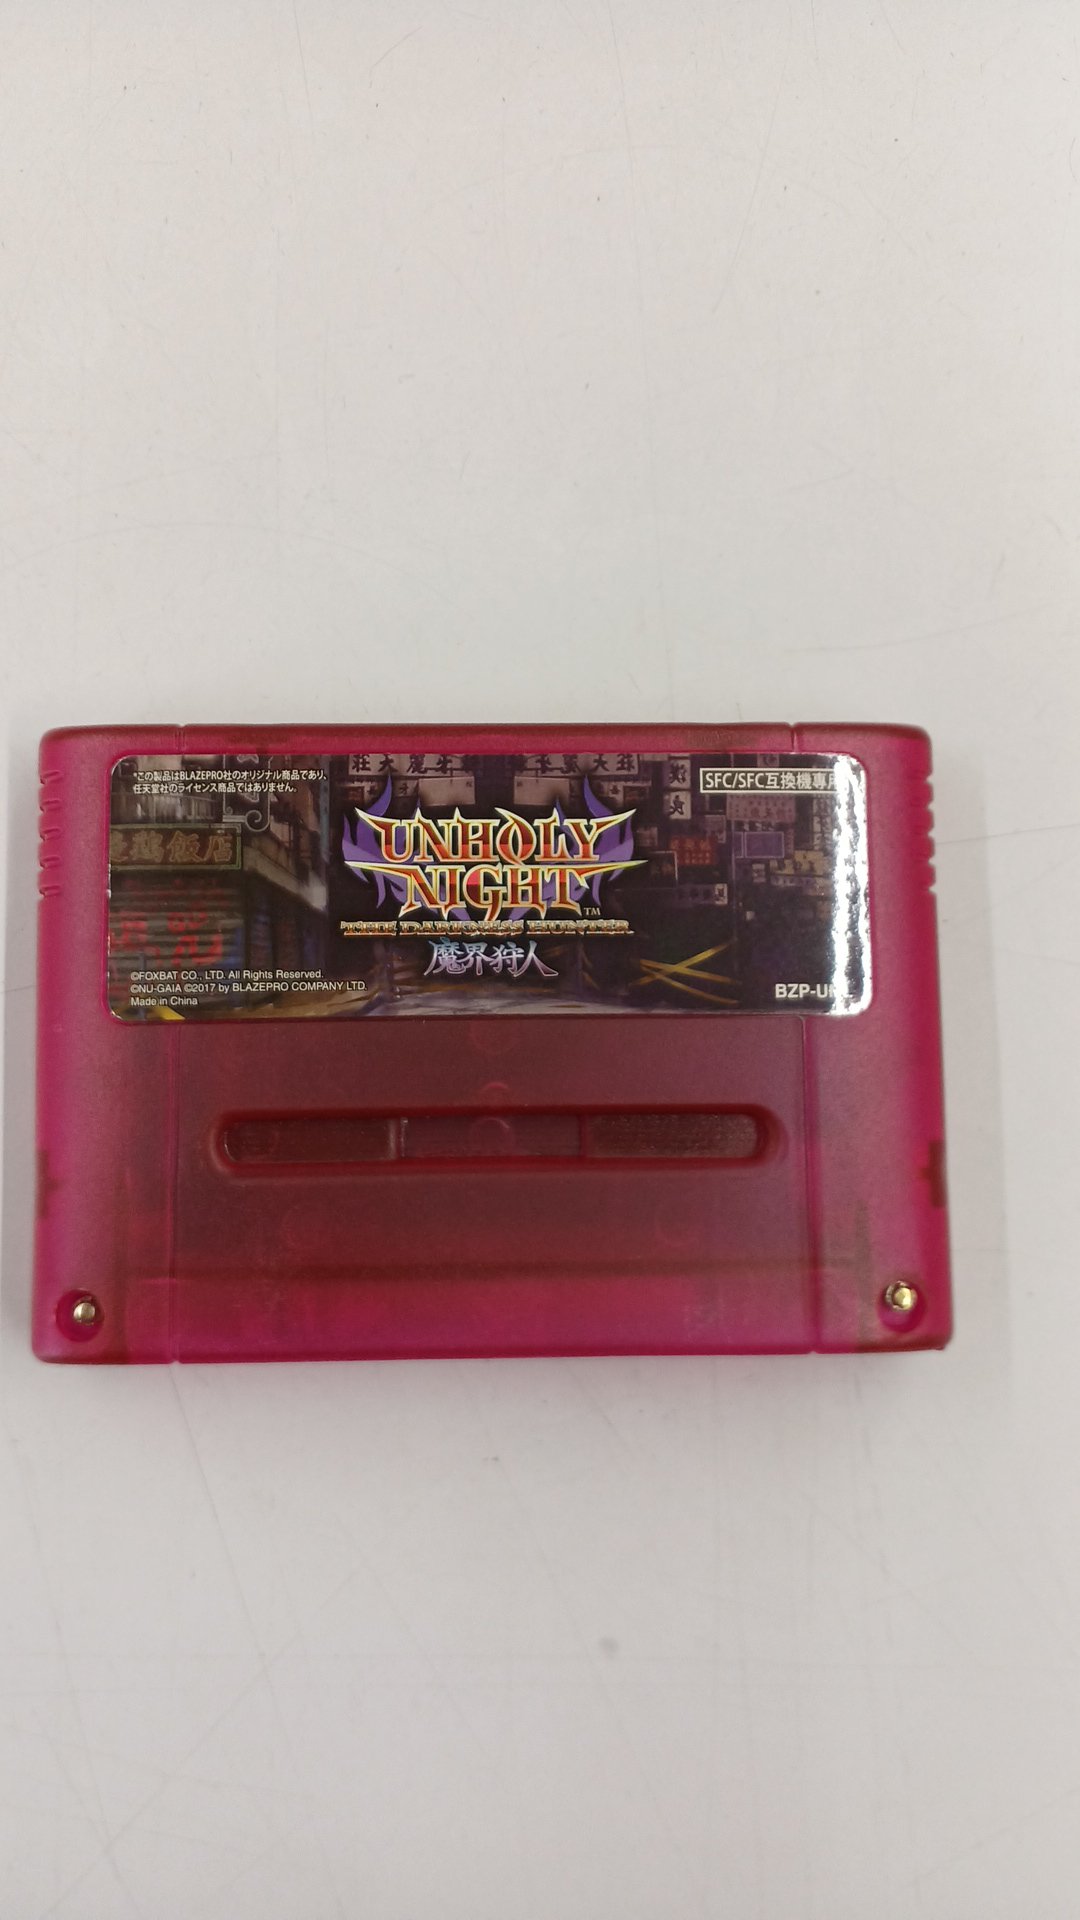 *この製品はBLAZEPRO社のオリジナル商品であり、
任天堂社のライセンス商品ではありません。
SFC/SFC互換機専用
飯店
UNHOLY
NIGHT™
THE DARKNESS HUNTER
魔界狩人
©FOXBAT CO., LTD. All Rights Reserved.
©NU-GAIA ©2017 by BLAZEPRO COMPANY LTD.
Made in China